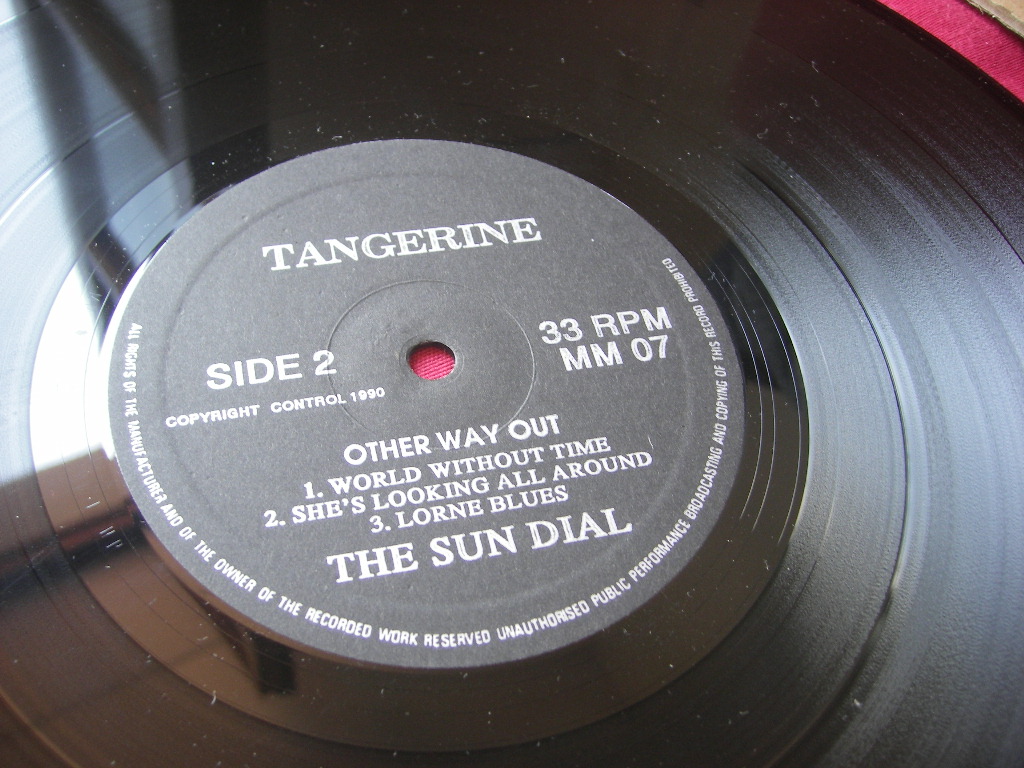 TANGERINE
33 RPM
MM 07
SIDE 2
COPYRIGHT CONTROL 1990
OTHER WAY OUT
1. WORLD WITHOUT TIME
2. SHE'S LOOKING ALL AROUND
3. LORNE BLUES
THE SUN DIAL
ALL RIGHTS OF THE MANUFACTURER AND OF THE OWNER OF THE RECORDED WORK RESERVED UNAUTHORISED PUBLIC PERFORMANCE BROADCASTING AND COPYING OF THIS RECORD PROHIBITED